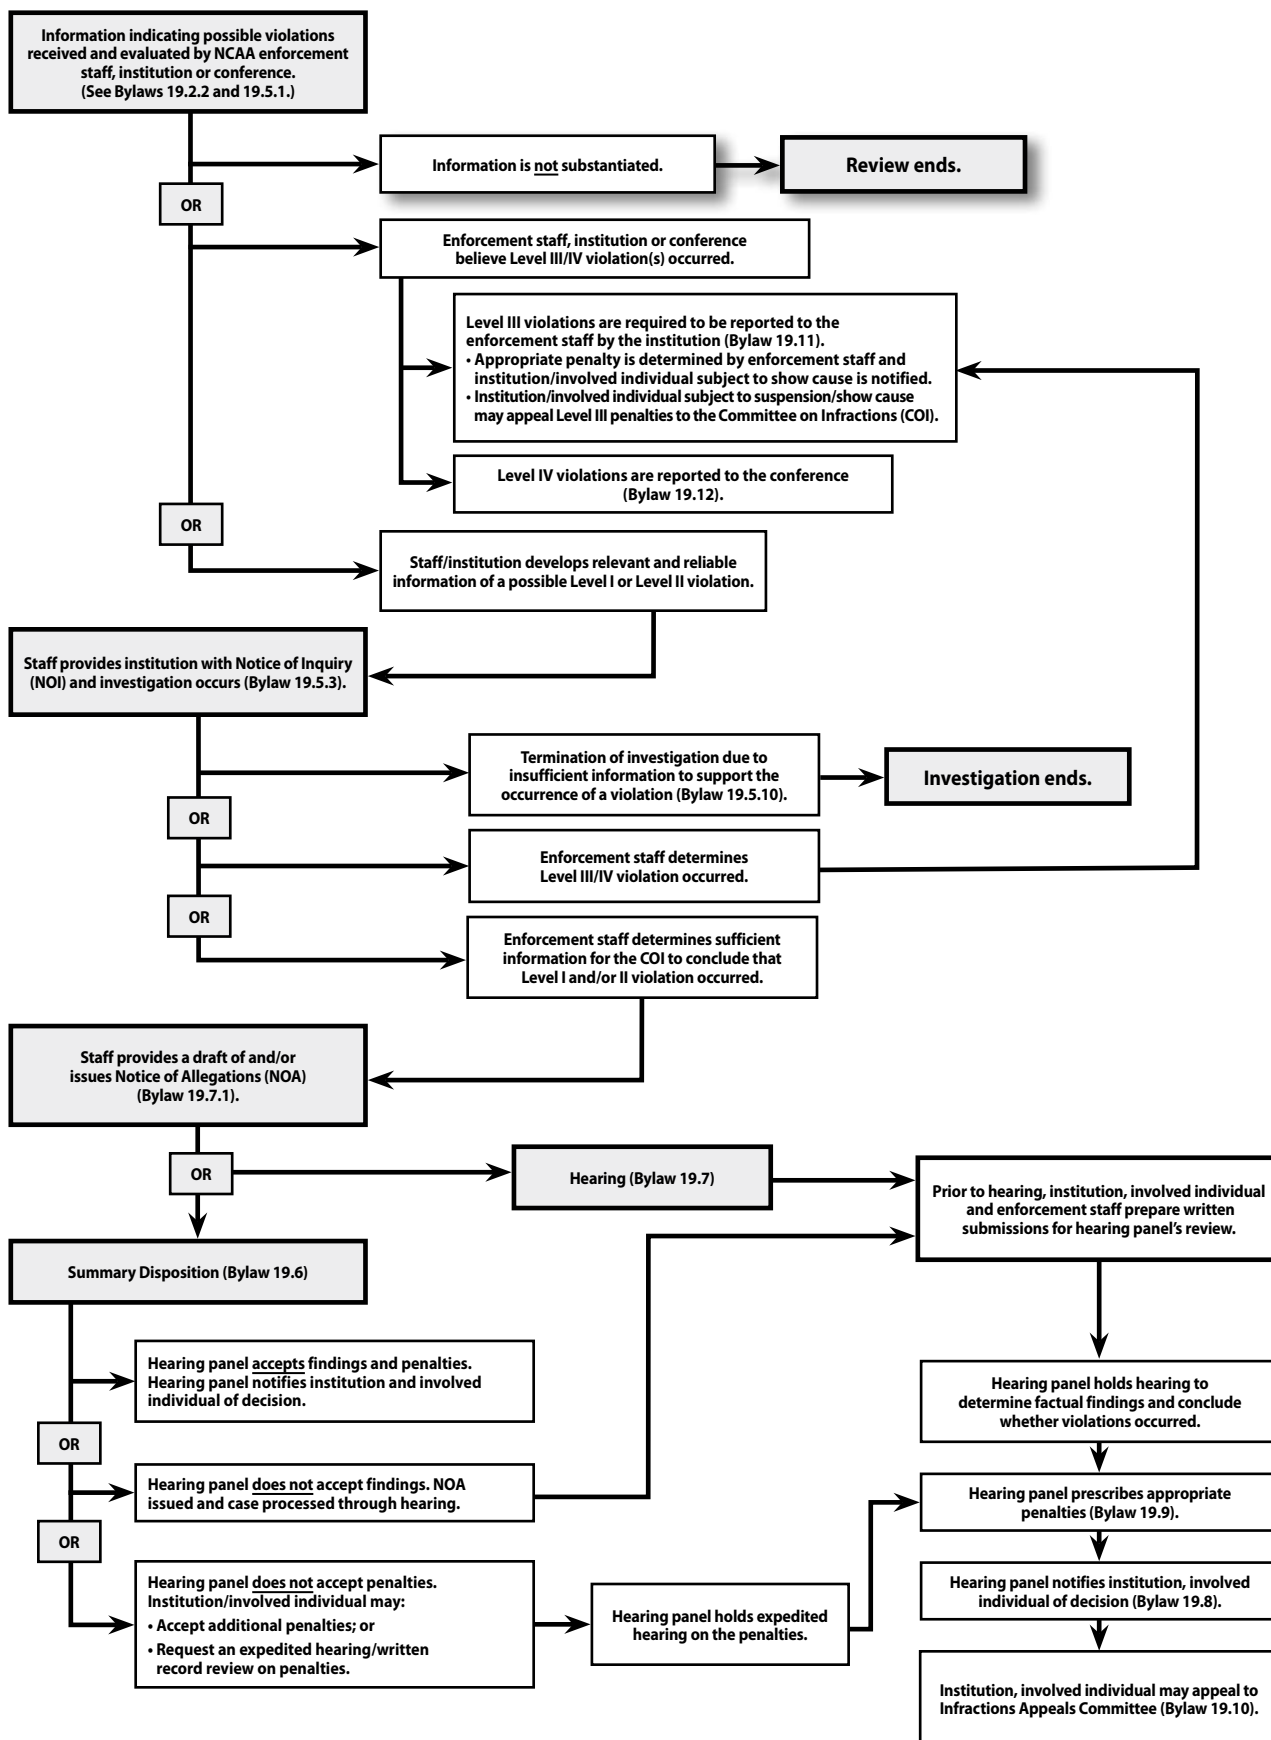 Information indicating possible violations
received and evaluated by NCAA enforcement
staff, institution or conference.
(See Bylaws 19.2.2 and 19.5.1.)
Information is not substantiated.
Review ends.
OR
Enforcement staff, institution or conference
believe Level III/IV violation(s) occurred.
Level III violations are required to be reported to the
enforcement staff by the institution (Bylaw 19.11).
• Appropriate penalty is determined by enforcement staff and
institution/involved individual subject to show cause is notified.
• Institution/involved individual subject to suspension/show cause
may appeal Level III penalties to the Committee on Infractions (COI).
Level IV violations are reported to the conference
(Bylaw 19.12).
OR
Staff/institution develops relevant and reliable
information of a possible Level I or Level II violation.
Staff provides institution with Notice of Inquiry
(NOI) and investigation occurs (Bylaw 19.5.3).
Termination of investigation due to
insufficient information to support the
occurrence of a violation (Bylaw 19.5.10).
Investigation ends.
OR
Enforcement staff determines
Level III/IV violation occurred.
OR
Enforcement staff determines sufficient
information for the COI to conclude that
Level I and/or II violation occurred.
Staff provides a draft of and/or
issues Notice of Allegations (NOA)
(Bylaw 19.7.1).
OR
Hearing (Bylaw 19.7)
Prior to hearing, institution, involved individual
and enforcement staff prepare written
submissions for hearing panel's review.
Summary Disposition (Bylaw 19.6)
Hearing panel accepts findings and penalties.
Hearing panel notifies institution and involved
individual of decision.
Hearing panel holds hearing to
determine factual findings and conclude
whether violations occurred.
OR
Hearing panel does not accept findings. NOA
issued and case processed through hearing.
Hearing panel prescribes appropriate
penalties (Bylaw 19.9).
OR
Hearing panel does not accept penalties.
Institution/involved individual may:
• Accept additional penalties; or
• Request an expedited hearing/written
record review on penalties.
Hearing panel holds expedited
hearing on the penalties.
Hearing panel notifies institution, involved
individual of decision (Bylaw 19.8).
Institution, involved individual may appeal to
Infractions Appeals Committee (Bylaw 19.10).